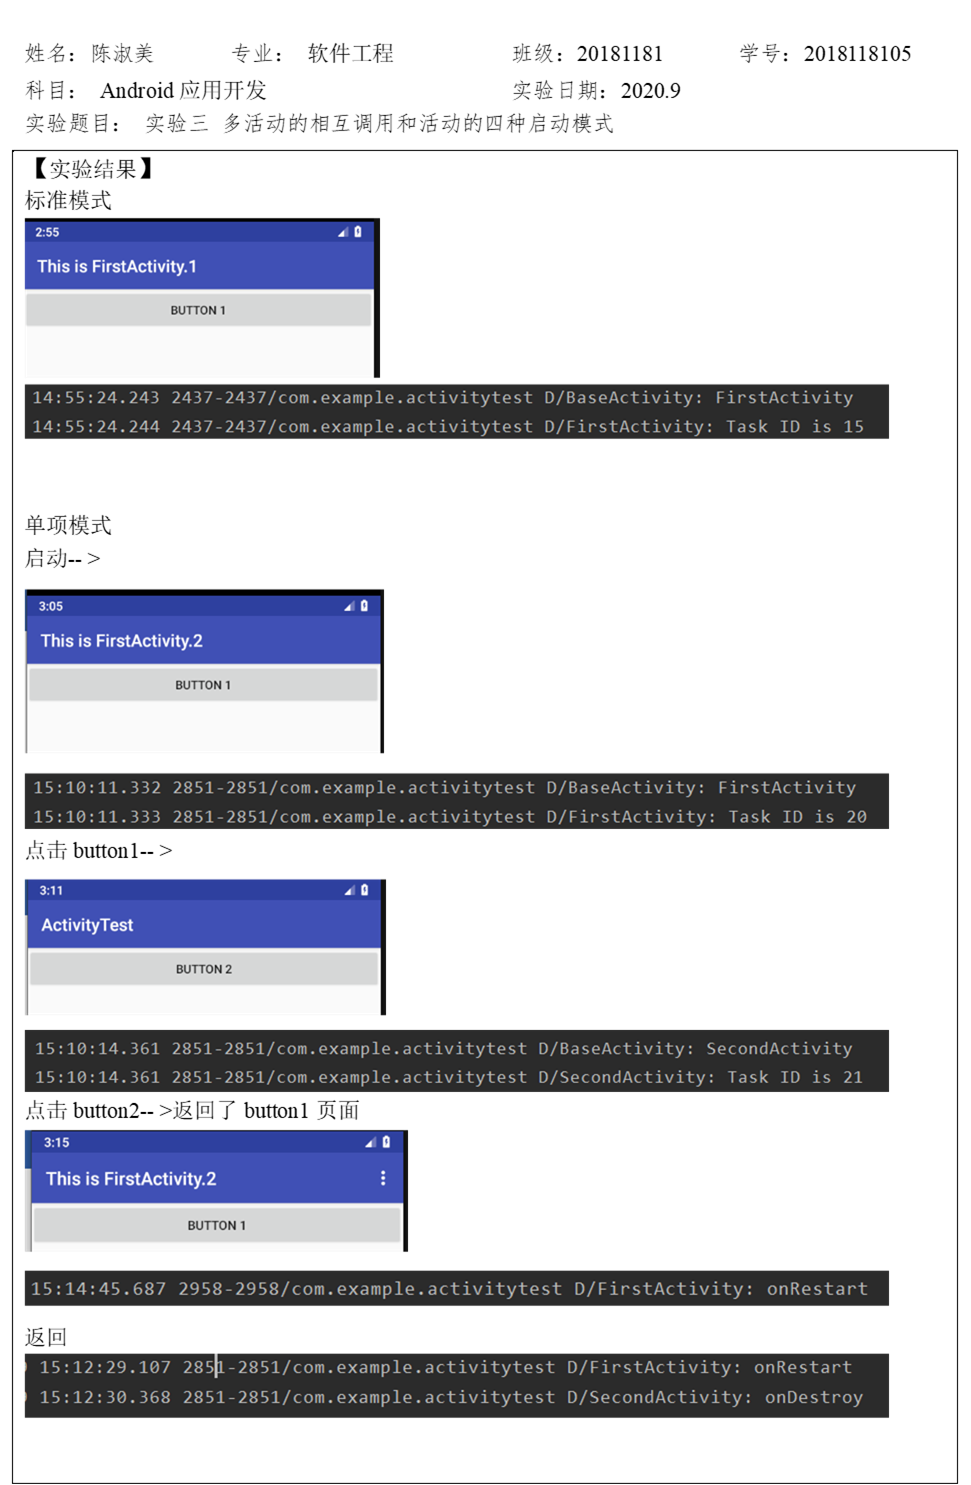 姓名：陈淑美 专业： 软件工程 班级：20181181 学号：2018118105
科目： Android 应用开发 实验日期：2020.9
实验题目： 实验三 多活动的相互调用和活动的四种启动模式
【实验结果】
标准模式
2:55
This is FirstActivity.1
BUTTON 1
14:55:24.243 2437-2437/com.example.activitytest D/BaseActivity: FirstActivity
14:55:24.244 2437-2437/com.example.activitytest D/FirstActivity: Task ID is 15
单项模式
启动-- >
3:05
This is FirstActivity.2
BUTTON 1
15:10:11.332 2851-2851/com.example.activitytest D/BaseActivity: FirstActivity
15:10:11.333 2851-2851/com.example.activitytest D/FirstActivity: Task ID is 20
点击 button1-- >
3:11
ActivityTest
BUTTON 2
15:10:14.361 2851-2851/com.example.activitytest D/BaseActivity: SecondActivity
15:10:14.361 2851-2851/com.example.activitytest D/SecondActivity: Task ID is 21
点击 button2-- >返回了 button1 页面
3:15
This is FirstActivity.2
BUTTON 1
15:14:45.687 2958-2958/com.example.activitytest D/FirstActivity: onRestart
返回
15:12:29.107 2851-2851/com.example.activitytest D/FirstActivity: onRestart
15:12:30.368 2851-2851/com.example.activitytest D/SecondActivity: onDestroy